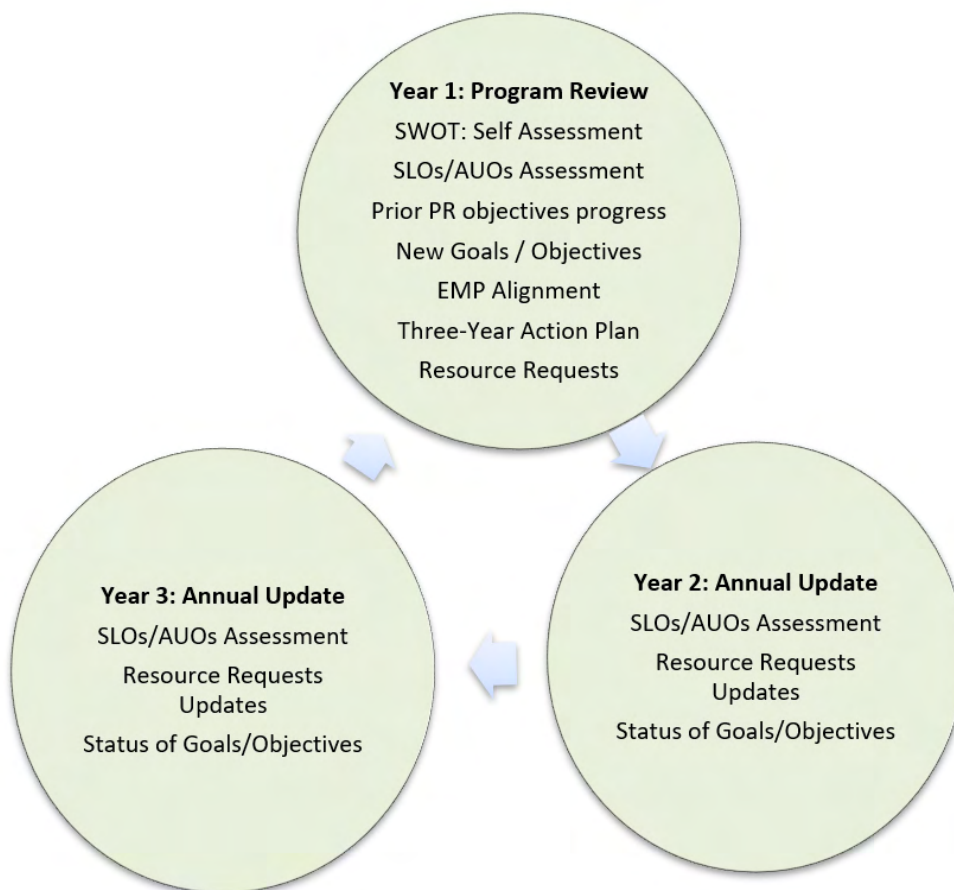 Year 1: Program Review
SWOT: Self Assessment
SLOs/AUOs Assessment
Prior PR objectives progress
New Goals / Objectives
EMP Alignment
Three-Year Action Plan
Resource Requests
Year 2: Annual Update
SLOs/AUOs Assessment
Resource Requests
Updates
Status of Goals/Objectives
Year 3: Annual Update
SLOs/AUOs Assessment
Resource Requests
Updates
Status of Goals/Objectives